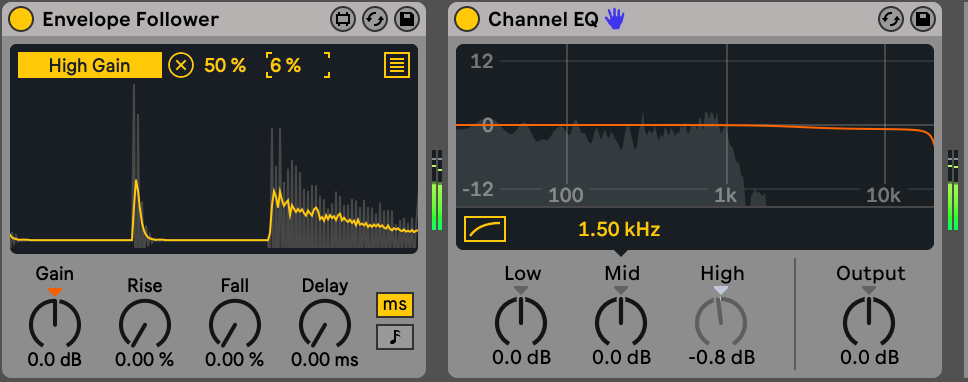 Envelope Follower
High Gain 50 % 6 %
Gain
Rise
Fall
Delay
ms
0.0 dB
0.00 %
0.00 %
0.00 ms
Channel EQ
12
0
-12
100
1k
10k
1.50 kHz
Low
Mid
High
Output
0.0 dB
0.0 dB
-0.8 dB
0.0 dB